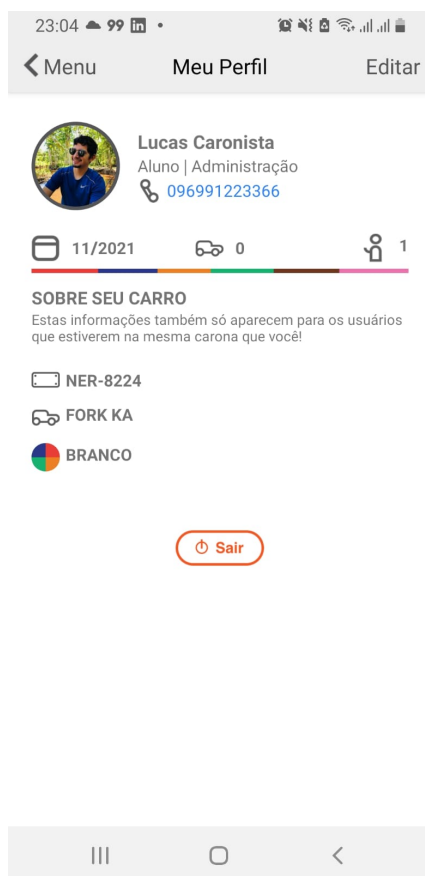 23:04 99 in
Menu Meu Perfil Editar
Lucas Caronista
Aluno | Administração
096991223366
11/2021 0 1
SOBRE SEU CARRO
Estas informações também só aparecem para os usuários
que estiverem na mesma carona que você!
NER-8224
FORK KA
BRANCO
Sair